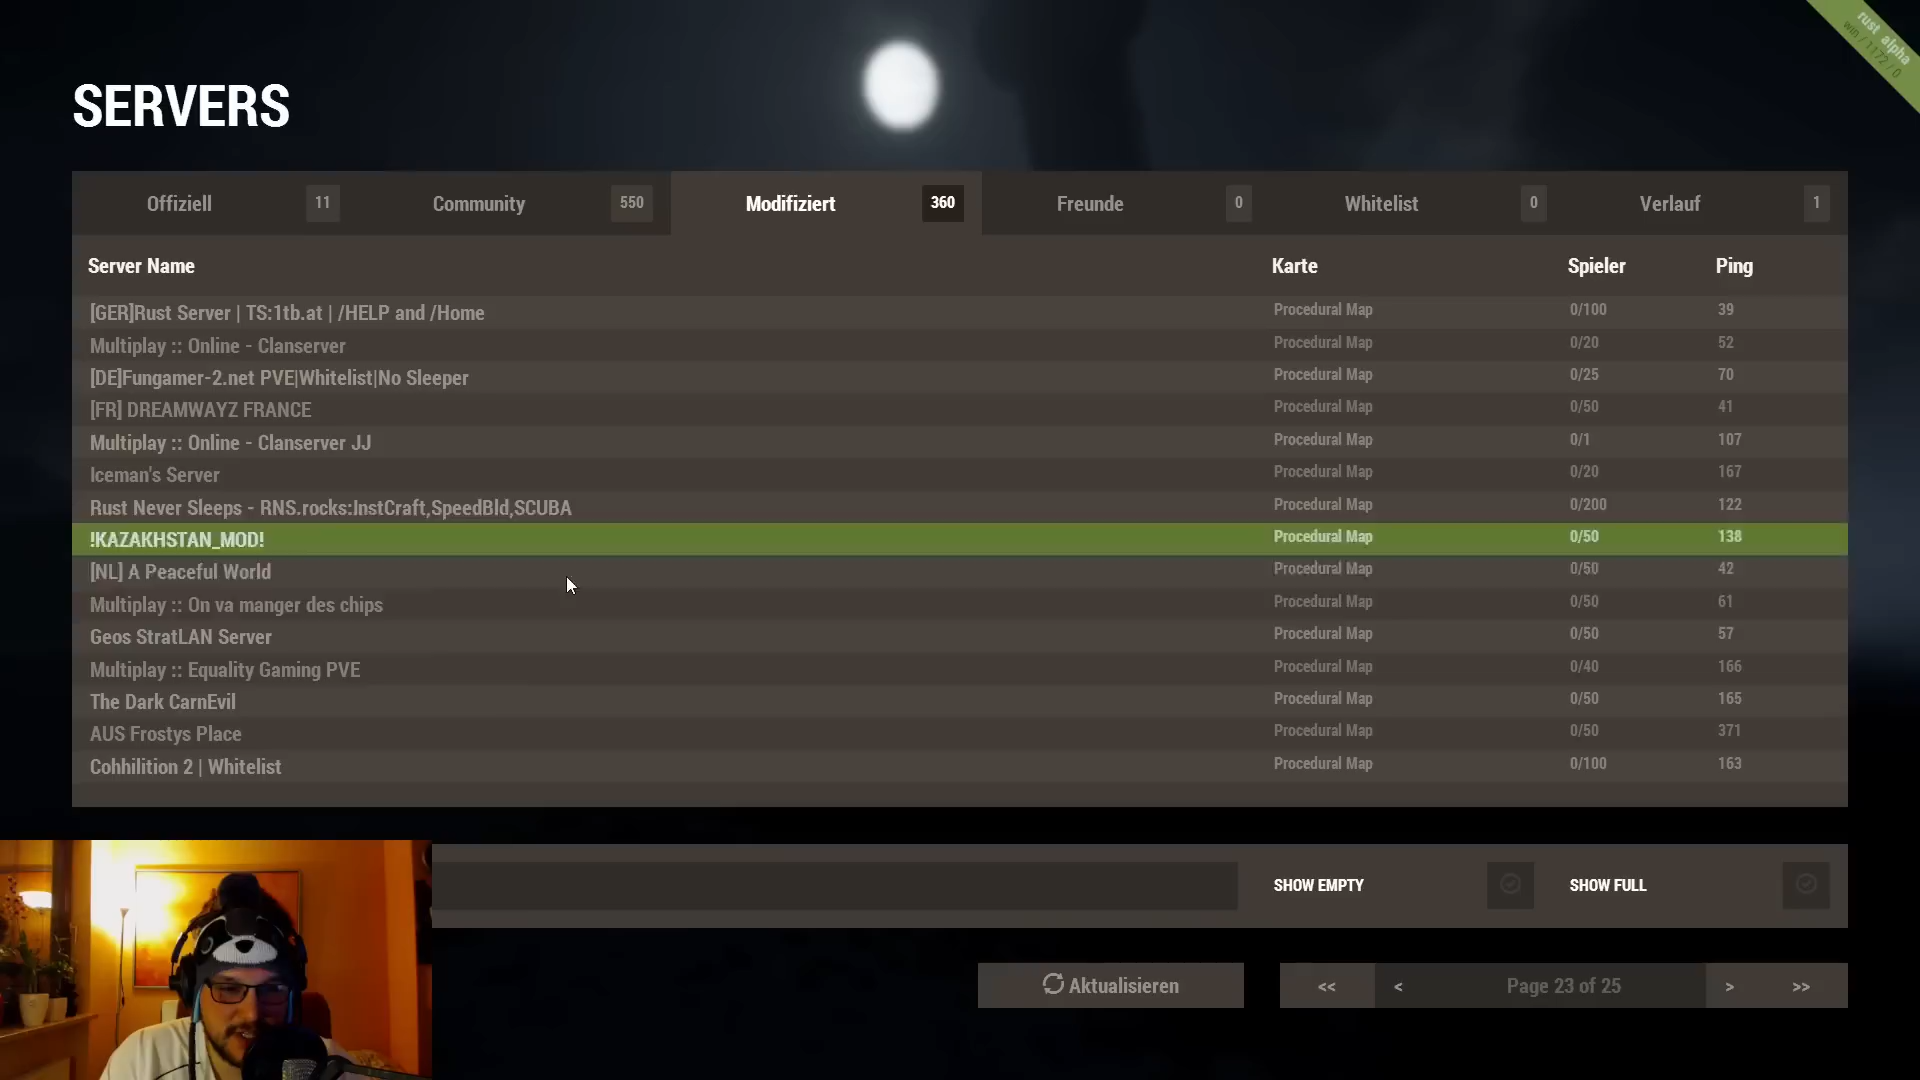 rust alpha
win / 1172 / 0
SERVERS
Offiziell 11 Community 550 Modifiziert 360 Freunde 0 Whitelist 0 Verlauf 1
Server Name Karte Spieler Ping
[GER]Rust Server | TS:1tb.at | /HELP and /Home Procedural Map 0/100 39
Multiplay :: Online - Clanserver Procedural Map 0/20 52
[DE]Fungamer-2.net PVE|Whitelist|No Sleeper Procedural Map 0/25 70
[FR] DREAMWAYZ FRANCE Procedural Map 0/50 41
Multiplay :: Online - Clanserver JJ Procedural Map 0/1 107
Iceman's Server Procedural Map 0/20 167
Rust Never Sleeps - RNS.rocks:InstCraft,SpeedBld,SCUBA Procedural Map 0/200 122
!KAZAKHSTAN_MOD! Procedural Map 0/50 138
[NL] A Peaceful World Procedural Map 0/50 42
Multiplay :: On va manger des chips Procedural Map 0/50 61
Geos StratLAN Server Procedural Map 0/50 57
Multiplay :: Equality Gaming PVE Procedural Map 0/40 166
The Dark CarnEvil Procedural Map 0/50 165
AUS Frostys Place Procedural Map 0/50 371
Cohhilition 2 | Whitelist Procedural Map 0/100 163
SHOW EMPTY SHOW FULL
Aktualisieren << < Page 23 of 25 > >>